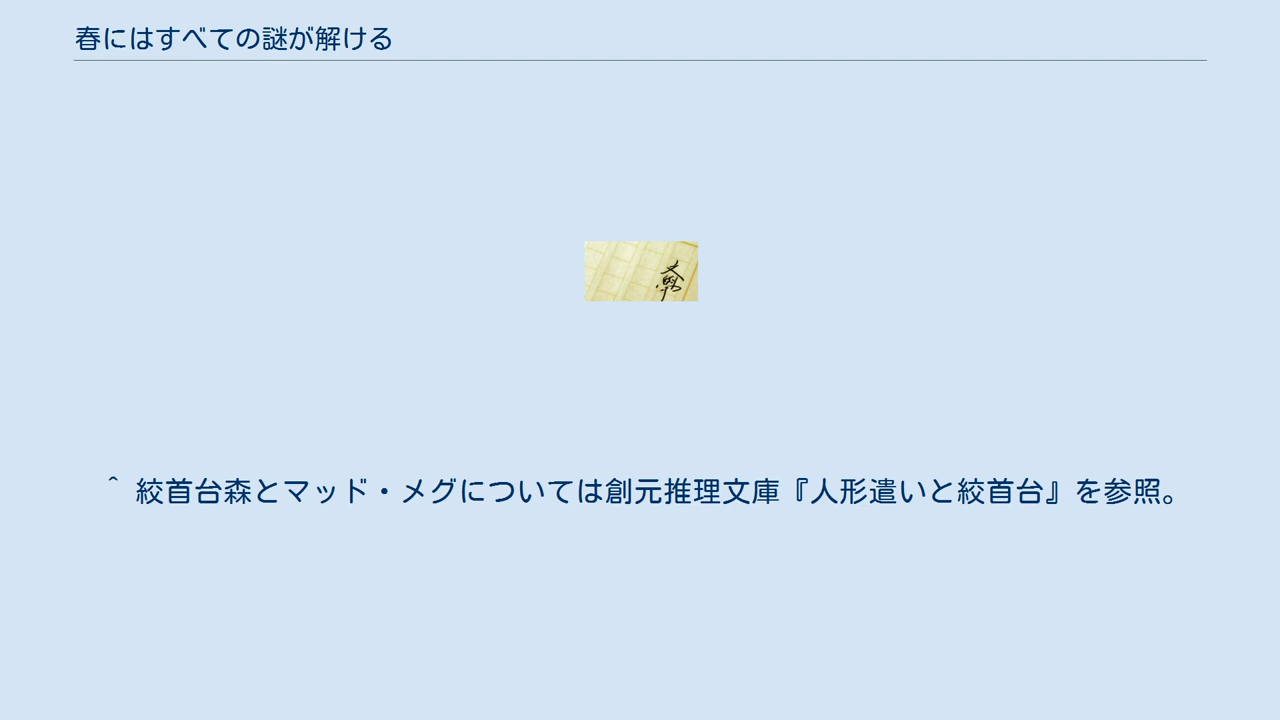 春にはすべての謎が解ける
^ 絞首台森とマッド・メグについては創元推理文庫『人形遣いと絞首台』を参照。